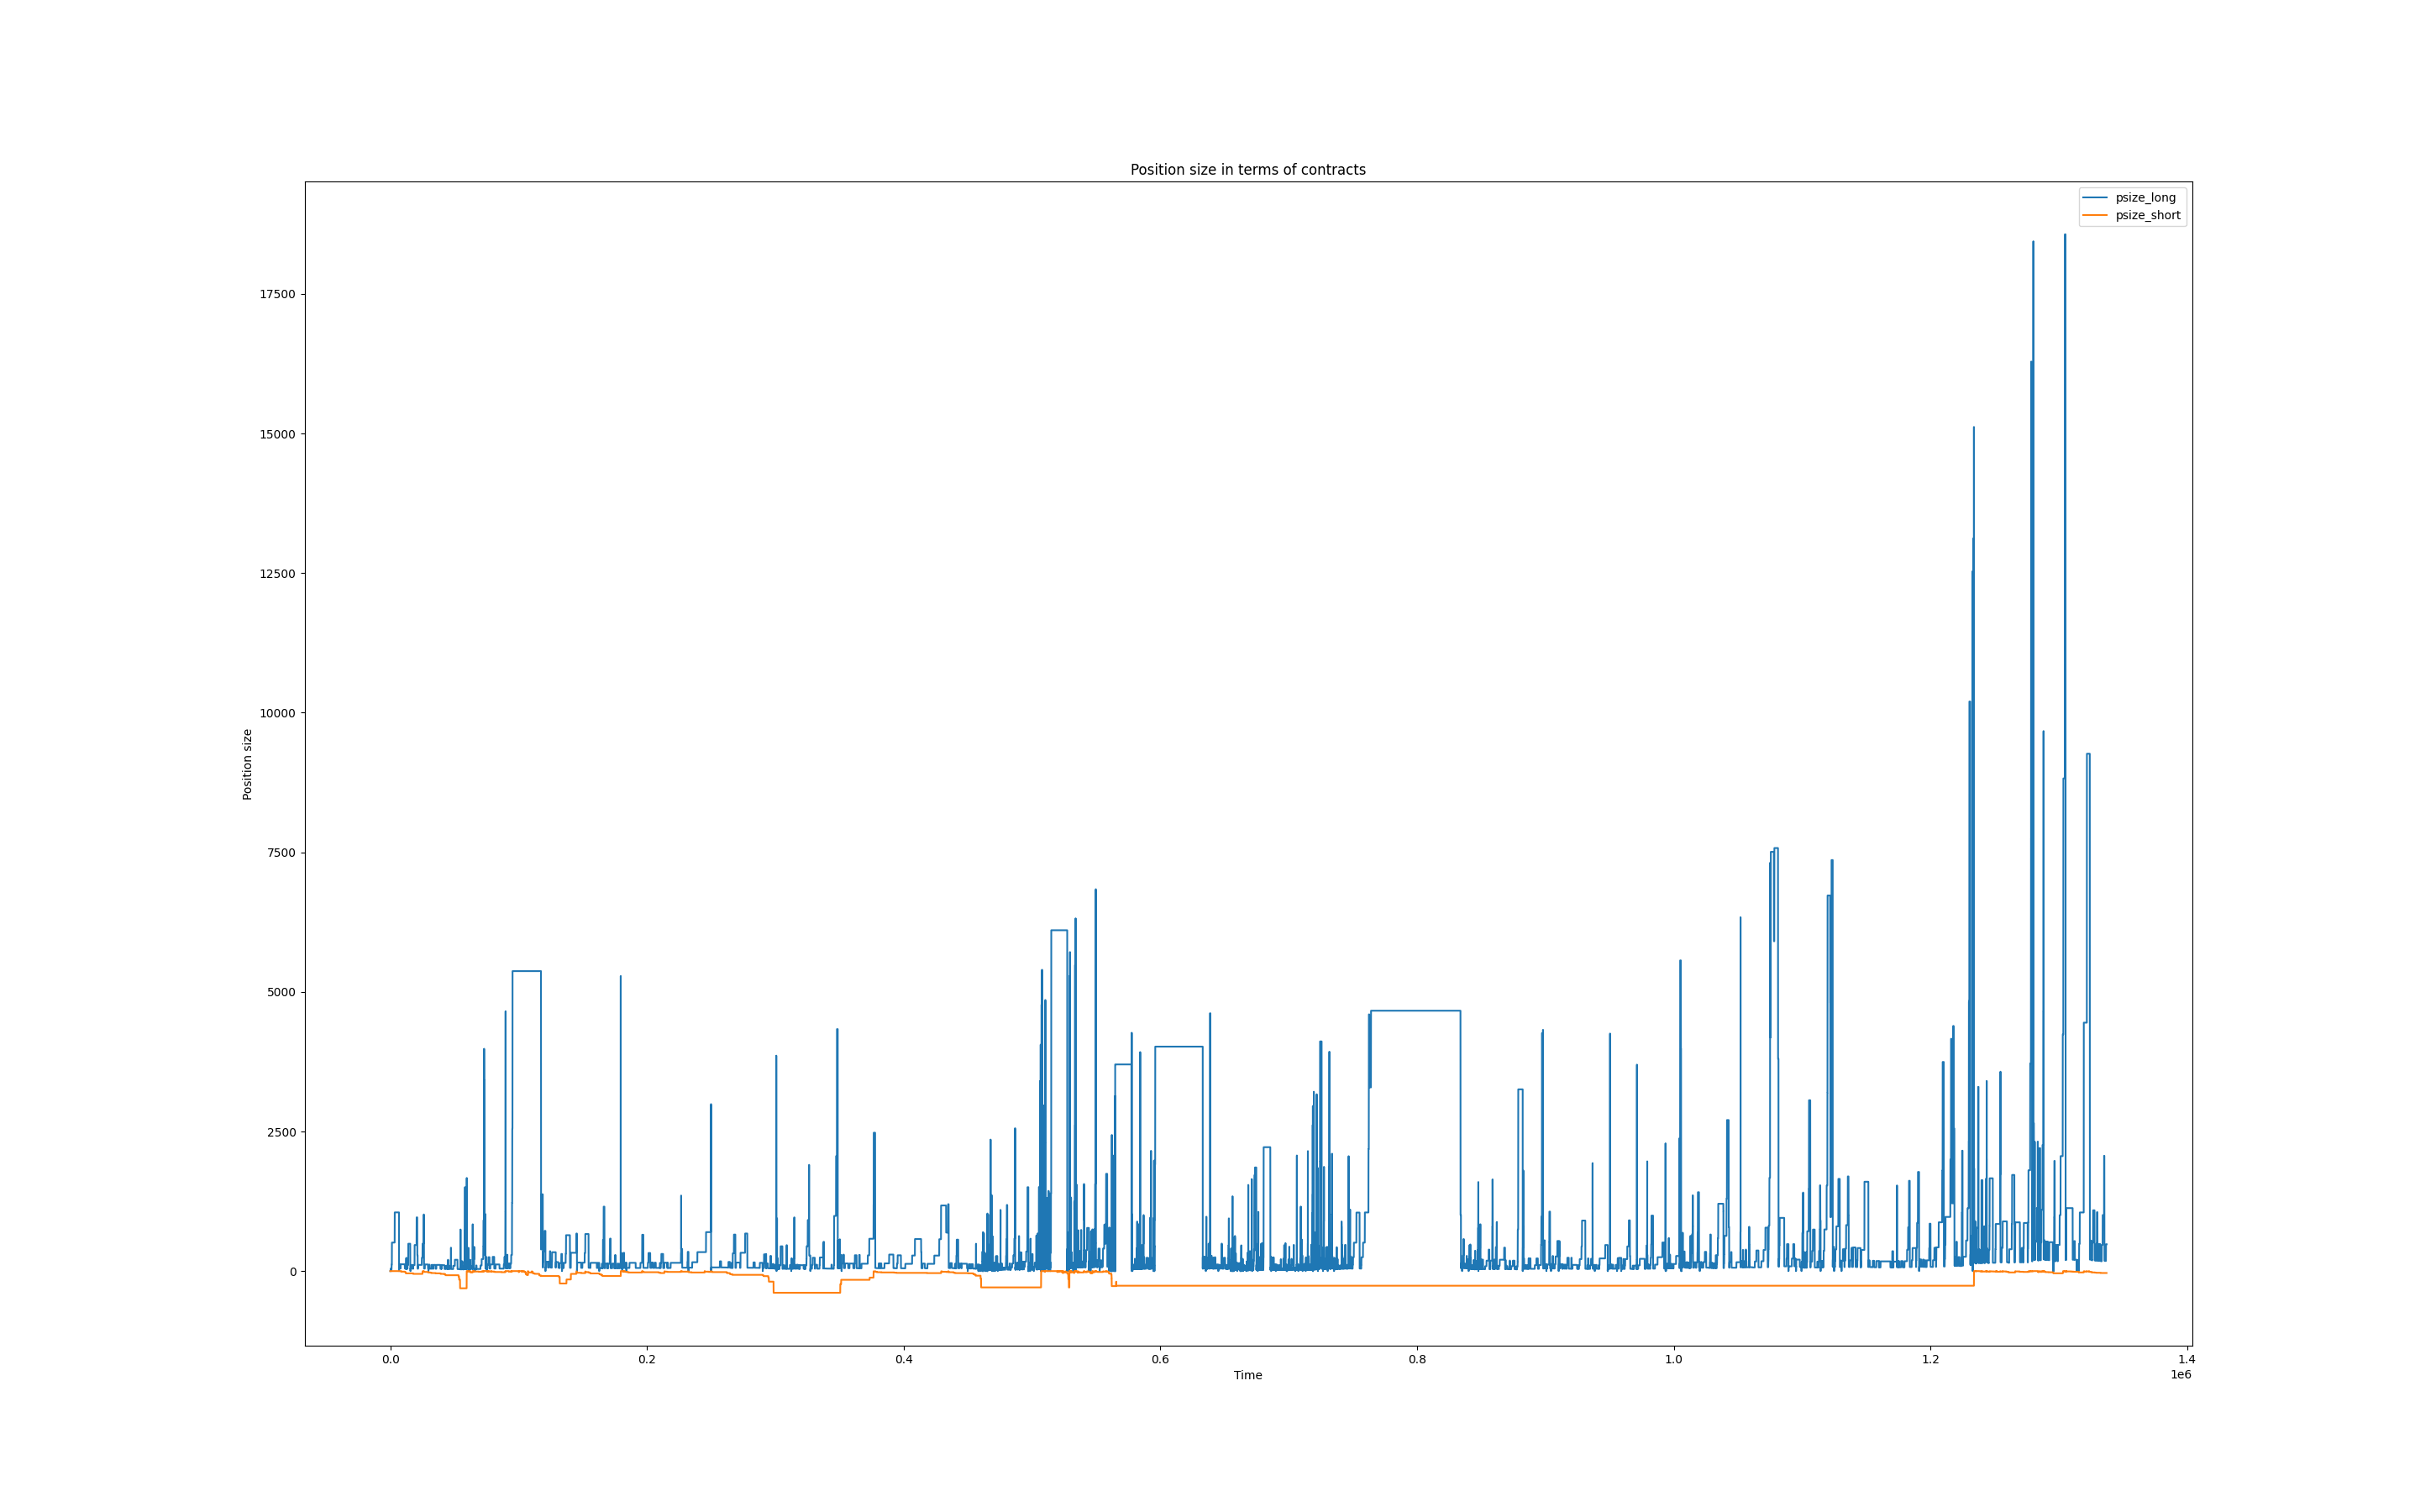 Position size in terms of contracts
psize_long
psize_short
17500
15000
12500
10000
7500
5000
2500
0
Position size
0.0 0.2 0.4 0.6 0.8 1.0 1.2 1.4
1e6
Time